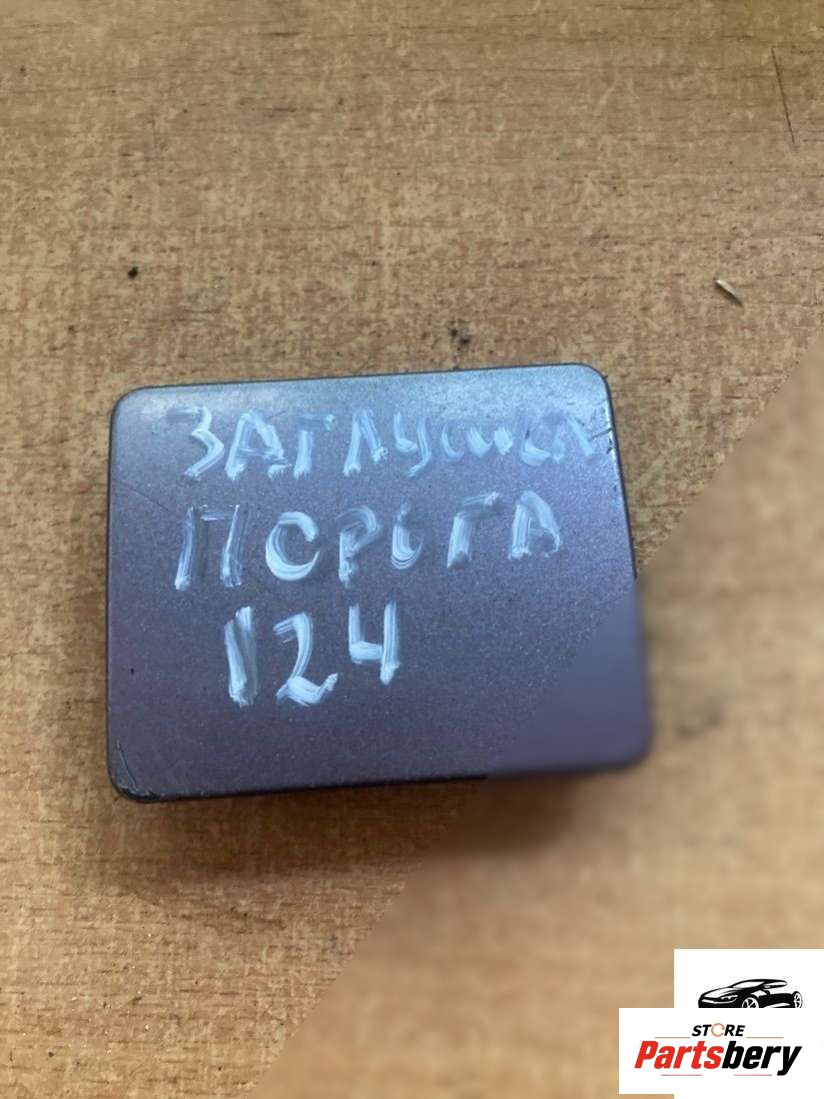 ЗАГЛУШКА
ПОРОГА
124
STORE
Partsbery